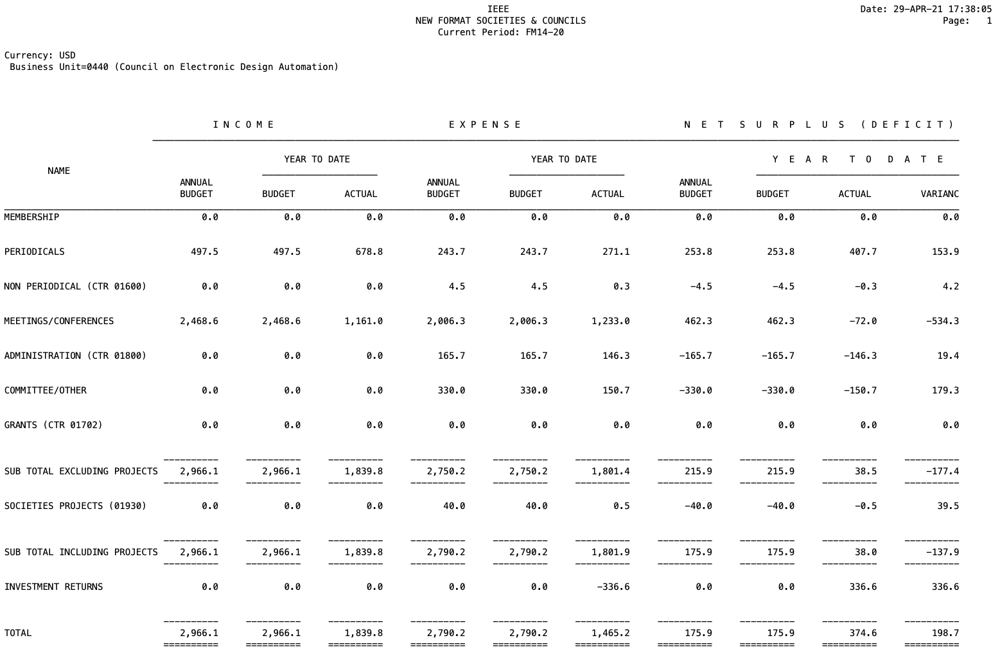 IEEE Date: 29-APR-21 17:38:05
NEW FORMAT SOCIETIES & COUNCILS Page: 1
Current Period: FM14-20
Currency: USD
Business Unit=0440 (Council on Electronic Design Automation)
I N C O M E E X P E N S E N E T S U R P L U S ( D E F I C I T )
YEAR TO DATE YEAR TO DATE Y E A R T O D A T E
NAME
ANNUAL ANNUAL ANNUAL
BUDGET BUDGET ACTUAL BUDGET BUDGET ACTUAL BUDGET BUDGET ACTUAL VARIANC
MEMBERSHIP 0.0 0.0 0.0 0.0 0.0 0.0 0.0 0.0 0.0 0.0
PERIODICALS 497.5 497.5 678.8 243.7 243.7 271.1 253.8 253.8 407.7 153.9
NON PERIODICAL (CTR 01600) 0.0 0.0 0.0 4.5 4.5 0.3 -4.5 -4.5 -0.3 4.2
MEETINGS/CONFERENCES 2,468.6 2,468.6 1,161.0 2,006.3 2,006.3 1,233.0 462.3 462.3 -72.0 -534.3
ADMINISTRATION (CTR 01800) 0.0 0.0 0.0 165.7 165.7 146.3 -165.7 -165.7 -146.3 19.4
COMMITTEE/OTHER 0.0 0.0 0.0 330.0 330.0 150.7 -330.0 -330.0 -150.7 179.3
GRANTS (CTR 01702) 0.0 0.0 0.0 0.0 0.0 0.0 0.0 0.0 0.0 0.0
SUB TOTAL EXCLUDING PROJECTS 2,966.1 2,966.1 1,839.8 2,750.2 2,750.2 1,801.4 215.9 215.9 38.5 -177.4
SOCIETIES PROJECTS (01930) 0.0 0.0 0.0 40.0 40.0 0.5 -40.0 -40.0 -0.5 39.5
SUB TOTAL INCLUDING PROJECTS 2,966.1 2,966.1 1,839.8 2,790.2 2,790.2 1,801.9 175.9 175.9 38.0 -137.9
INVESTMENT RETURNS 0.0 0.0 0.0 0.0 0.0 -336.6 0.0 0.0 336.6 336.6
TOTAL 2,966.1 2,966.1 1,839.8 2,790.2 2,790.2 1,465.2 175.9 175.9 374.6 198.7